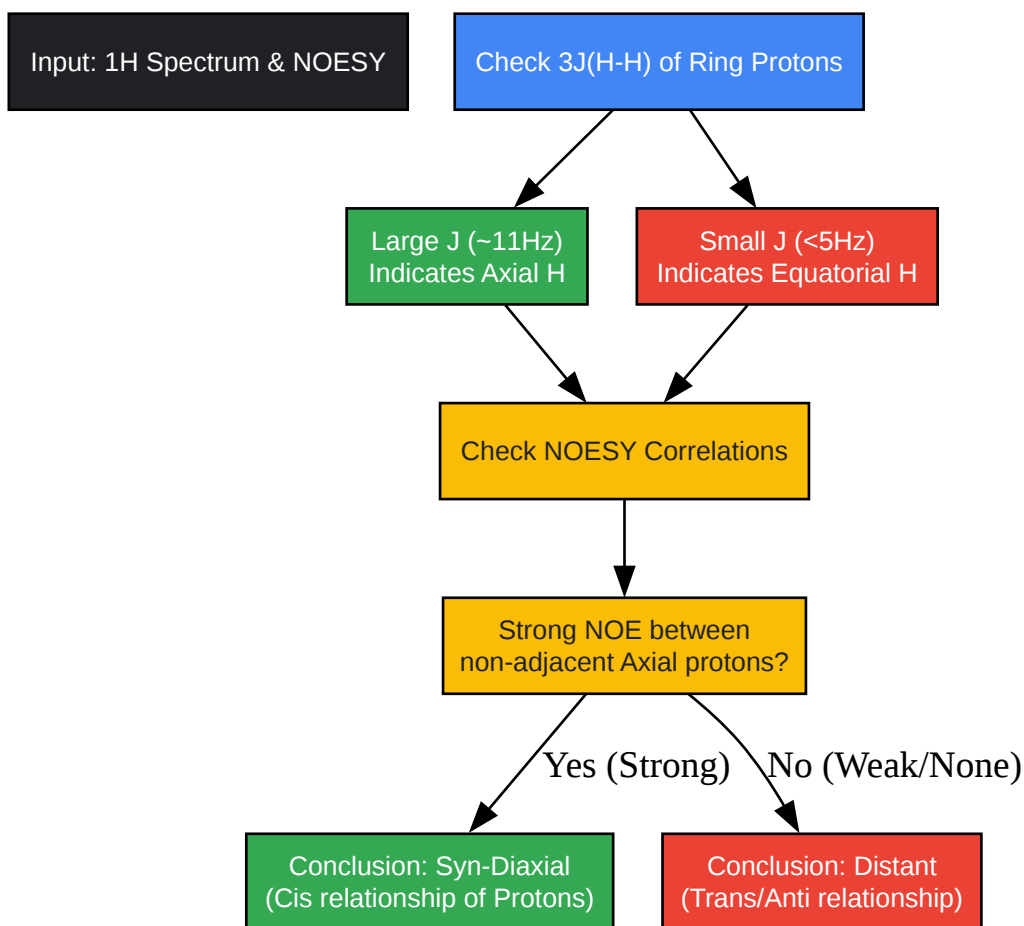 Input: 1H Spectrum & NOESY
Check 3J(H-H) of Ring Protons
Large J (~11Hz)
Indicates Axial H
Small J (<5Hz)
Indicates Equatorial H
Check NOESY Correlations
Strong NOE between
non-adjacent Axial protons?
Yes (Strong)
No (Weak/None)
Conclusion: Syn-Diaxial
(Cis relationship of Protons)
Conclusion: Distant
(Trans/Anti relationship)